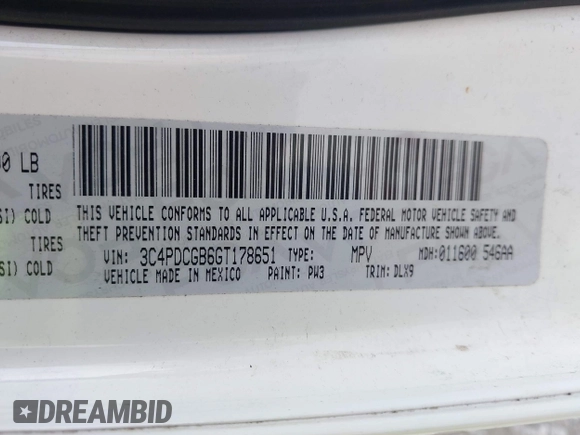 00 LB
TIRES
SI) COLD
TIRES
SI) COLD
THIS VEHICLE CONFORMS TO ALL APPLICABLE U.S.A. FEDERAL MOTOR VEHICLE SAFETY AND
THEFT PREVENTION STANDARDS IN EFFECT ON THE DATE OF MANUFACTURE SHOWN ABOVE.
VIN: 3C4PDCGB6GT178651 TYPE: MPV MDH:011600 546AA
VEHICLE MADE IN MEXICO PAINT: PW3 TRIM: DLX9
DREAMBID